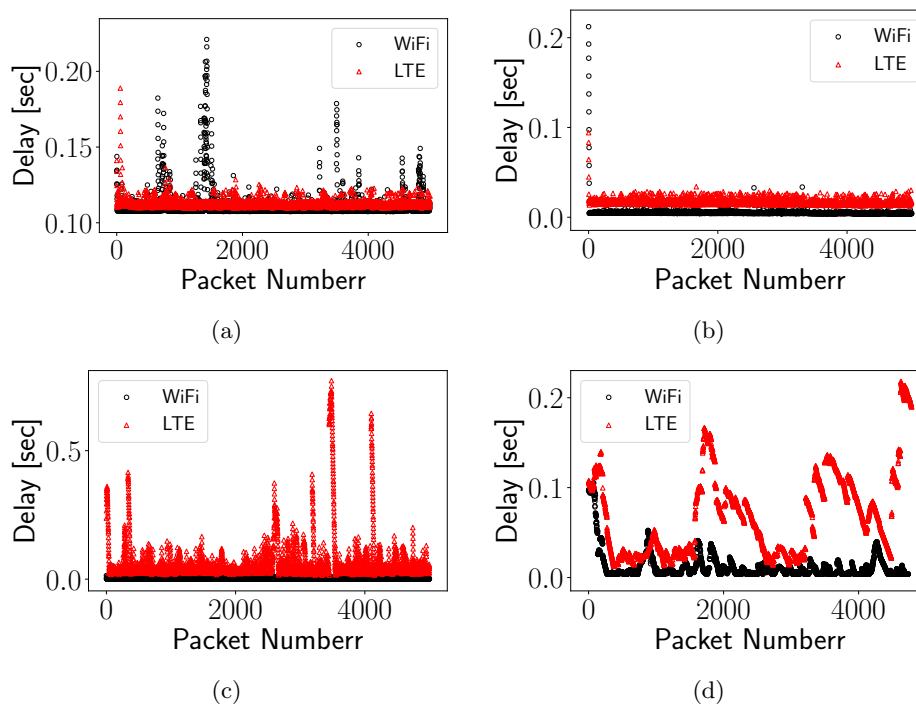 WiFi
LTE
0.20
0.15
0.10
Delay [sec]
0 2000 4000
Packet Numberr
(a)
WiFi
LTE
0.2
0.1
0.0
Delay [sec]
0 2000 4000
Packet Numberr
(b)
WiFi
LTE
0.5
0.0
Delay [sec]
0 2000 4000
Packet Numberr
(c)
WiFi
LTE
0.2
0.1
0.0
Delay [sec]
0 2000 4000
Packet Numberr
(d)